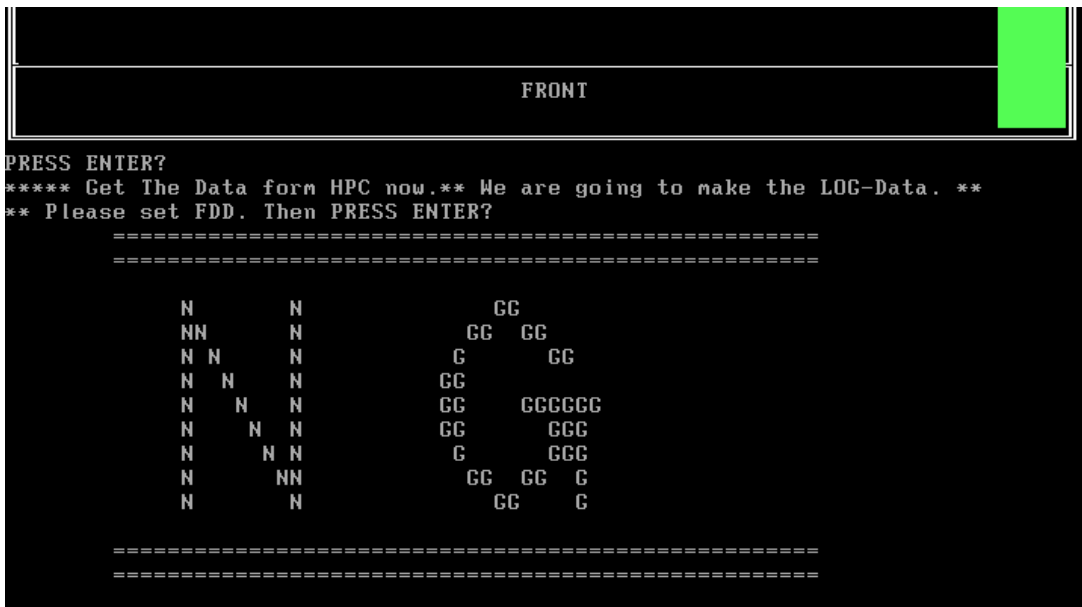 FRONT
PRESS ENTER?
***** Get The Data form HPC now.** We are going to make the LOG-Data. **
** Please set FDD. Then PRESS ENTER?
====================================================
====================================================
N       N              GG
NN      N            GG  GG
N N     N           G      GG
N  N    N          GG
N   N   N          GG    GGGGGG
N    N  N          GG      GGG
N     N N           G      GGG
N      NN            GG  GG  G
N       N              GG    G
====================================================
====================================================